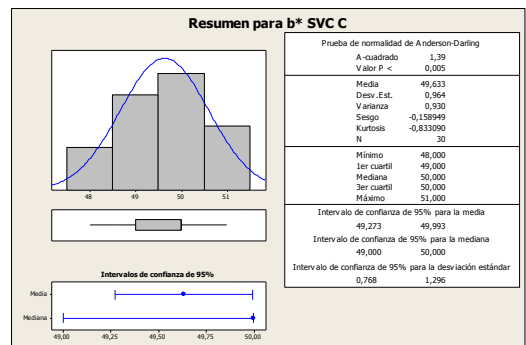 Resumen para b* SVC C
48 49 50 51
Intervalos de confianza de 95%
Media
Mediana
49,00 49,25 49,50 49,75 50,00
Prueba de normalidad de Anderson-Darling
A-cuadrado 1,39
Valor P < 0,005
Media 49,633
Desv.Est. 0,964
Varianza 0,930
Sesgo -0,158949
Kurtosis -0,833090
N 30
Mínimo 48,000
1er cuartil 49,000
Mediana 50,000
3er cuartil 50,000
Máximo 51,000
Intervalo de confianza de 95% para la media
49,273 49,993
Intervalo de confianza de 95% para la mediana
49,000 50,000
Intervalo de confianza de 95% para la desviación estándar
0,768 1,296